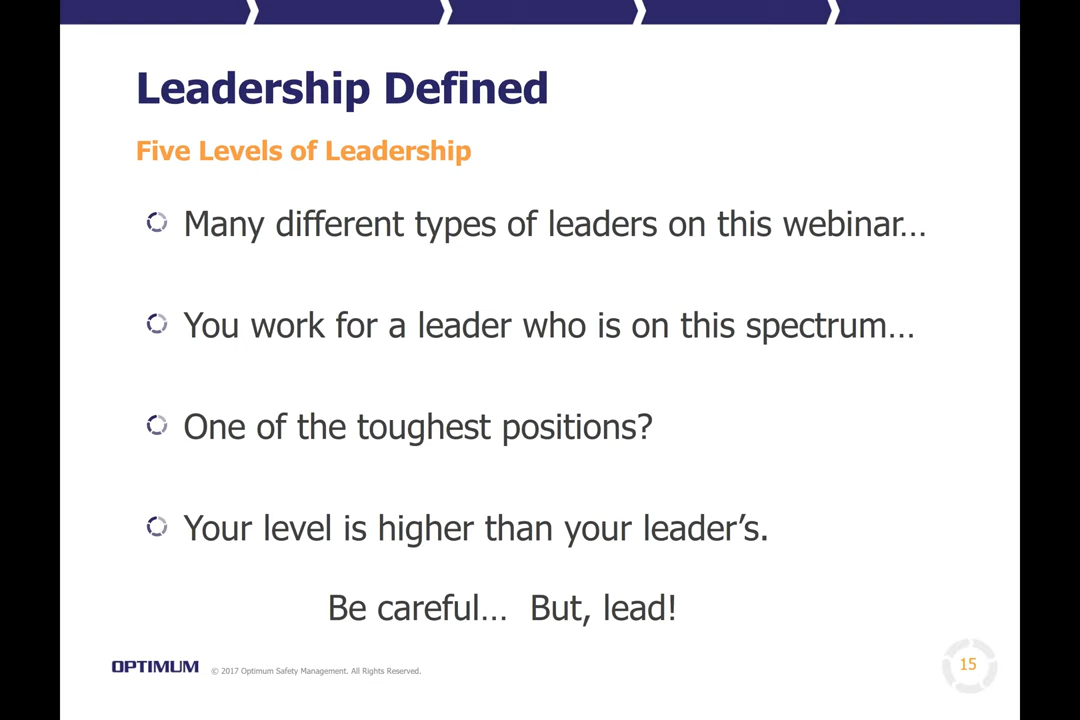 Leadership Defined
Five Levels of Leadership
Many different types of leaders on this webinar…
You work for a leader who is on this spectrum…
One of the toughest positions?
Your level is higher than your leader’s.
Be careful… But, lead!
OPTIMUM © 2017 Optimum Safety Management. All Rights Reserved.
15